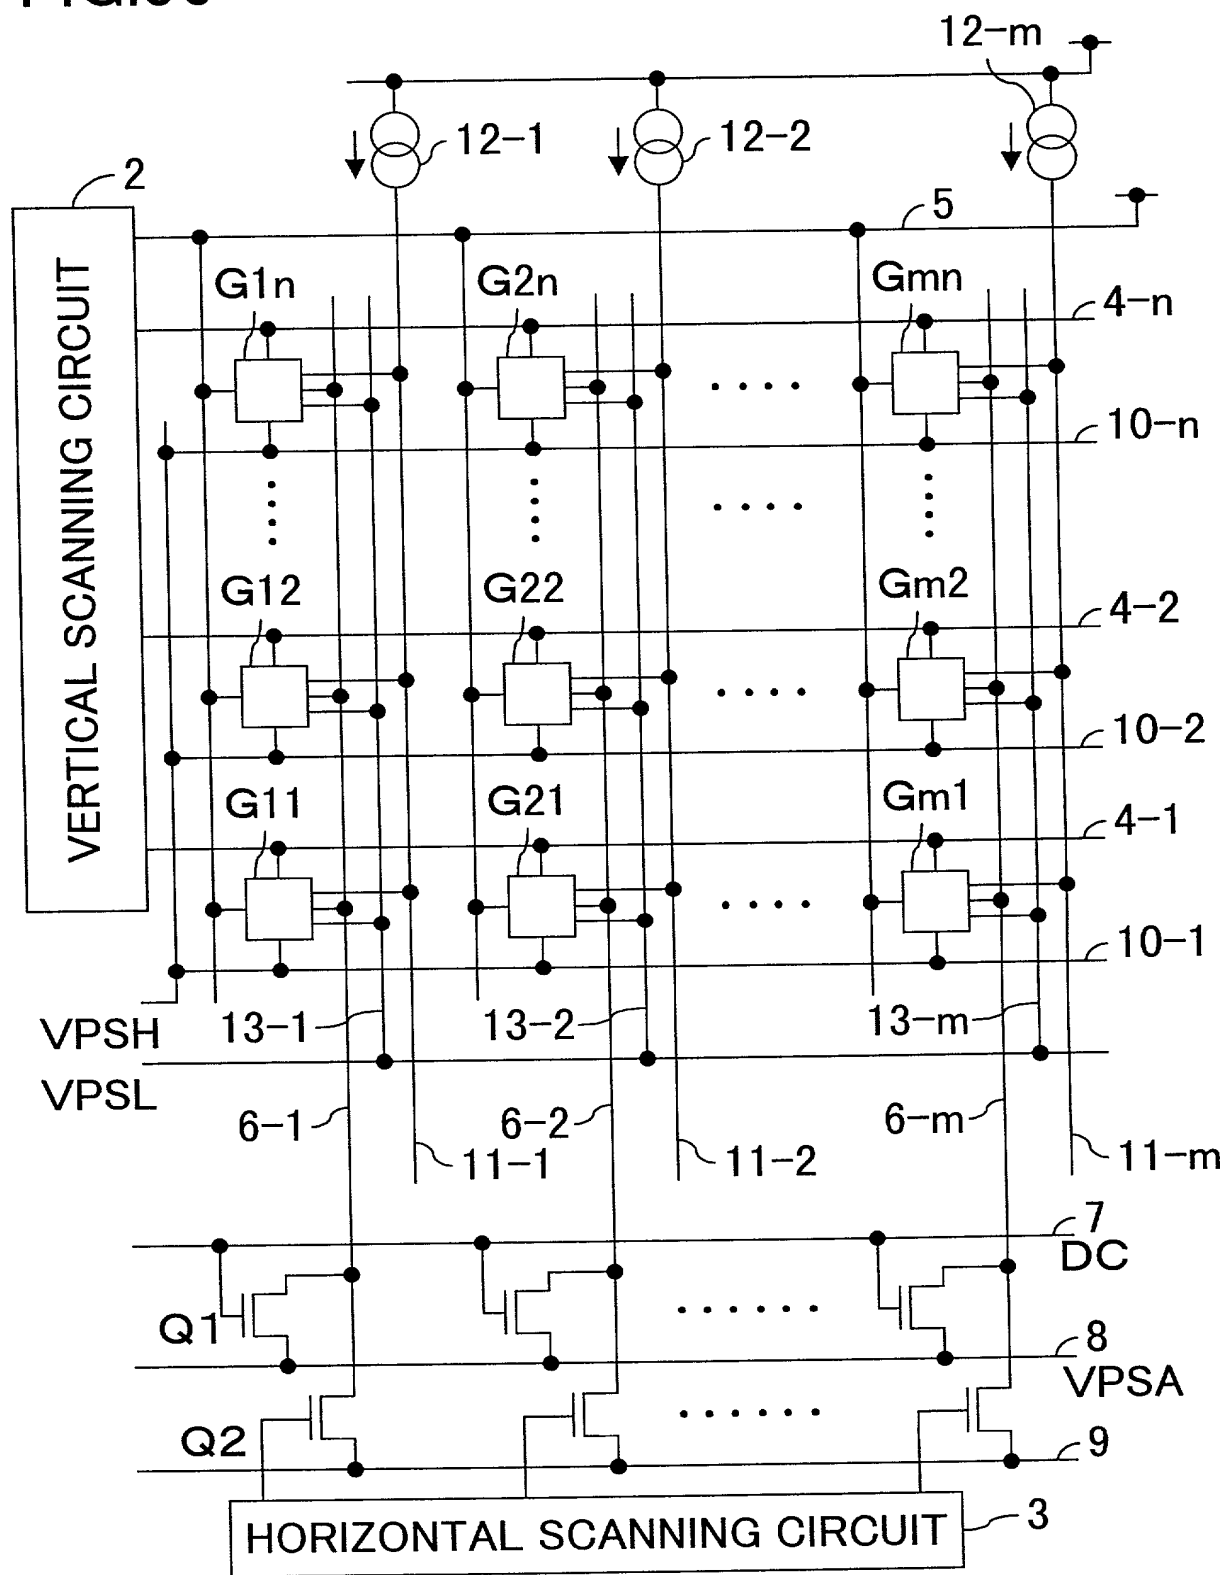 12-m
12-1
12-2
2
5
VERTICAL SCANNING CIRCUIT
G1n
G2n
Gmn
4-n
10-n
G12
G22
Gm2
4-2
10-2
G11
G21
Gm1
4-1
10-1
VPSH
13-1
13-2
13-m
VPSL
6-1
6-2
6-m
11-1
11-2
11-m
7
DC
Q1
8
VPSA
Q2
9
HORIZONTAL SCANNING CIRCUIT
3